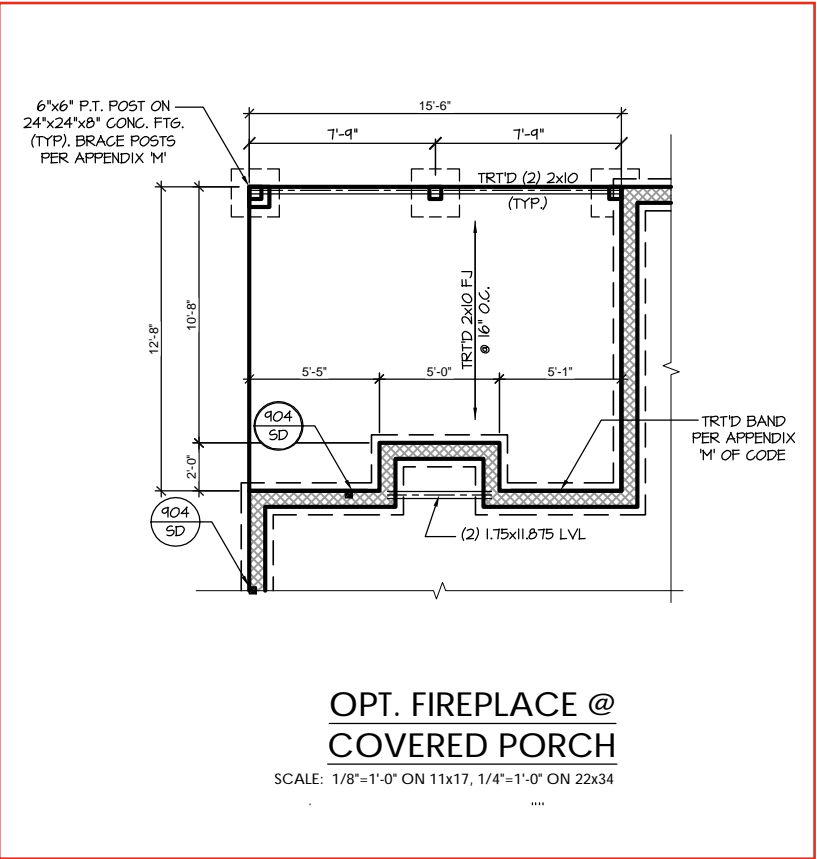 6"x6" P.T. POST ON
24"x24"x8" CONC. FTG.
(TYP). BRACE POSTS
PER APPENDIX 'M'
15'-6"
7'-9"
7'-9"
TRT'D (2) 2x10
(TYP.)
12'-8"
10'-8"
TRT'D 2x10 FJ
@ 16" O.C.
5'-5"
5'-0"
5'-1"
904
SD
2'-0"
TRT'D BAND
PER APPENDIX
'M' OF CODE
904
SD
(2) 1.75x11.875 LVL
OPT. FIREPLACE @
COVERED PORCH
SCALE: 1/8"=1'-0" ON 11x17, 1/4"=1'-0" ON 22x34